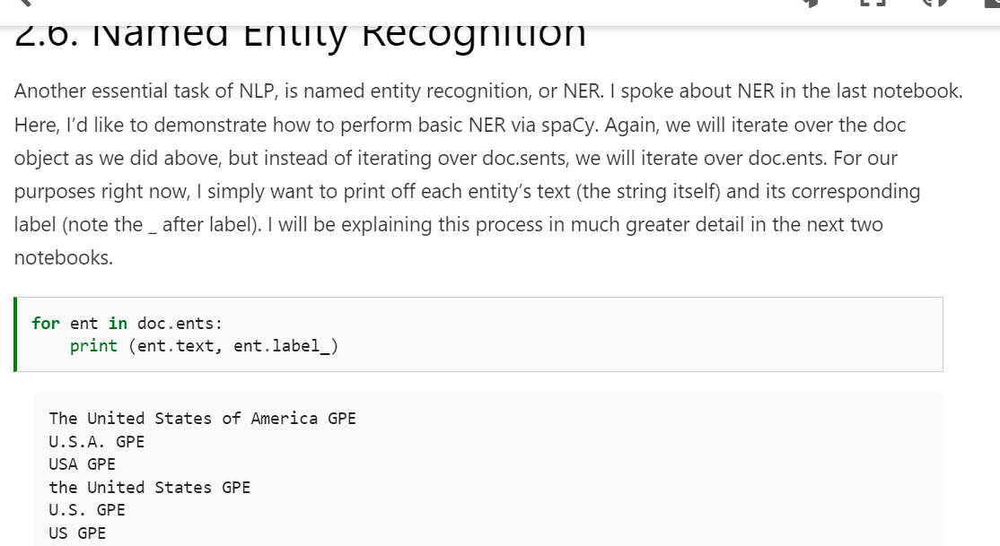 2.6. Named Entity Recognition
Another essential task of NLP, is named entity recognition, or NER. I spoke about NER in the last notebook.
Here, I’d like to demonstrate how to perform basic NER via spaCy. Again, we will iterate over the doc
object as we did above, but instead of iterating over doc.sents, we will iterate over doc.ents. For our
purposes right now, I simply want to print off each entity’s text (the string itself) and its corresponding
label (note the _ after label). I will be explaining this process in much greater detail in the next two
notebooks.
for ent in doc.ents:
    print (ent.text, ent.label_)
The United States of America GPE
U.S.A. GPE
USA GPE
the United States GPE
U.S. GPE
US GPE